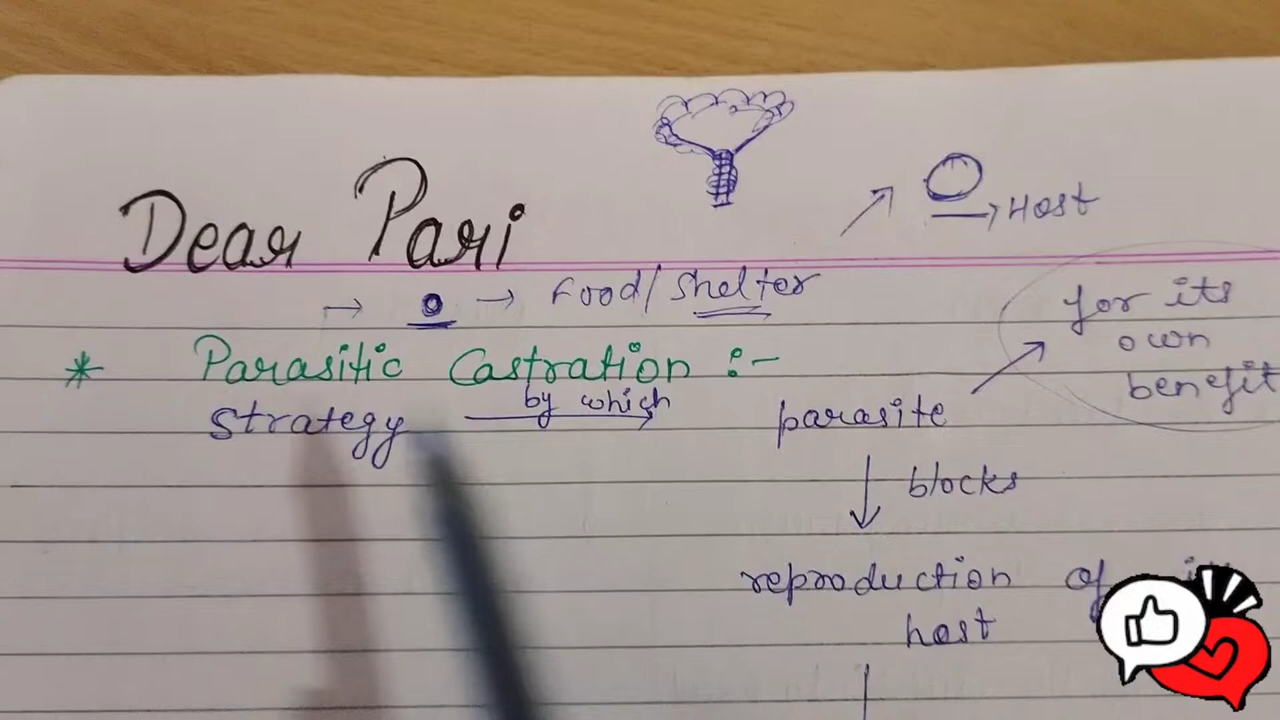 → Host
Dear Pari
→ → Food/Shelter
for its
own
benefit
* Parasitic Castration :-
Strategy by which → parasite
blocks
reproduction of
host